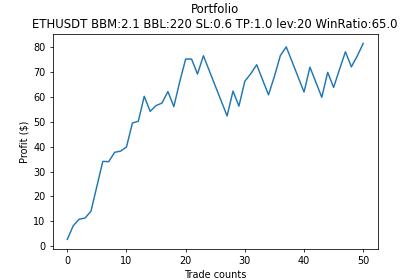 Portfolio
ETHUSDT BBM:2.1 BBL:220 SL:0.6 TP:1.0 lev:20 WinRatio:65.0
80
70
60
50
40
30
20
10
0
Profit ($)
0 10 20 30 40 50
Trade counts